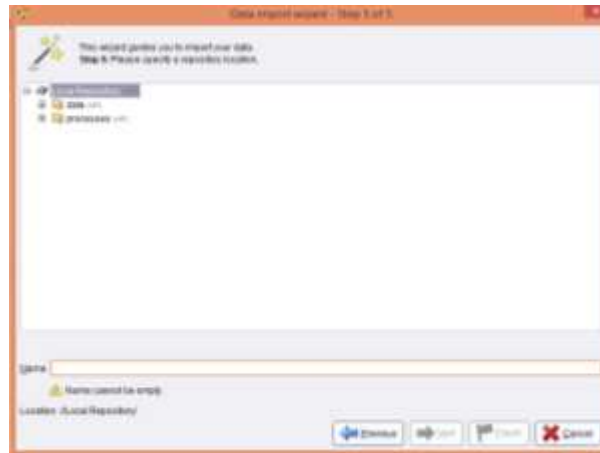 Data import wizard - Step 5 of 5
This wizard guides you to import your data.
Step 5: Please specify a repository location.
Local Repository
data
processes
Name
Name cannot be empty.
Location: /Local Repository/
Previous
Next
Finish
Cancel